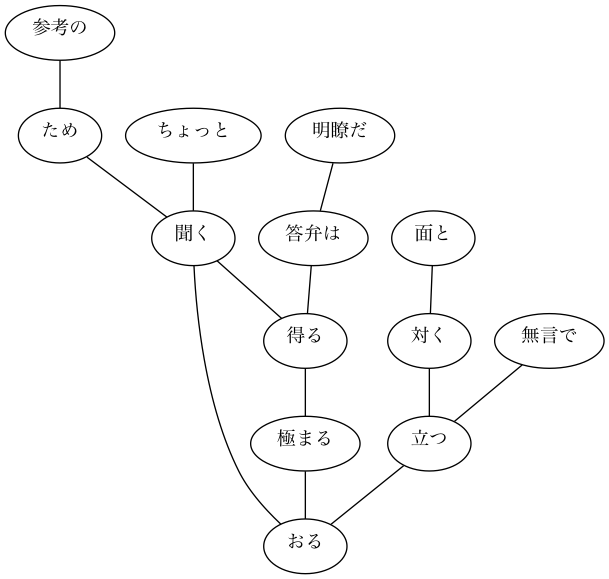 参考の
ため
ちょっと
明瞭だ
聞く
答弁は
面と
得る
対く
無言で
極まる
立つ
おる